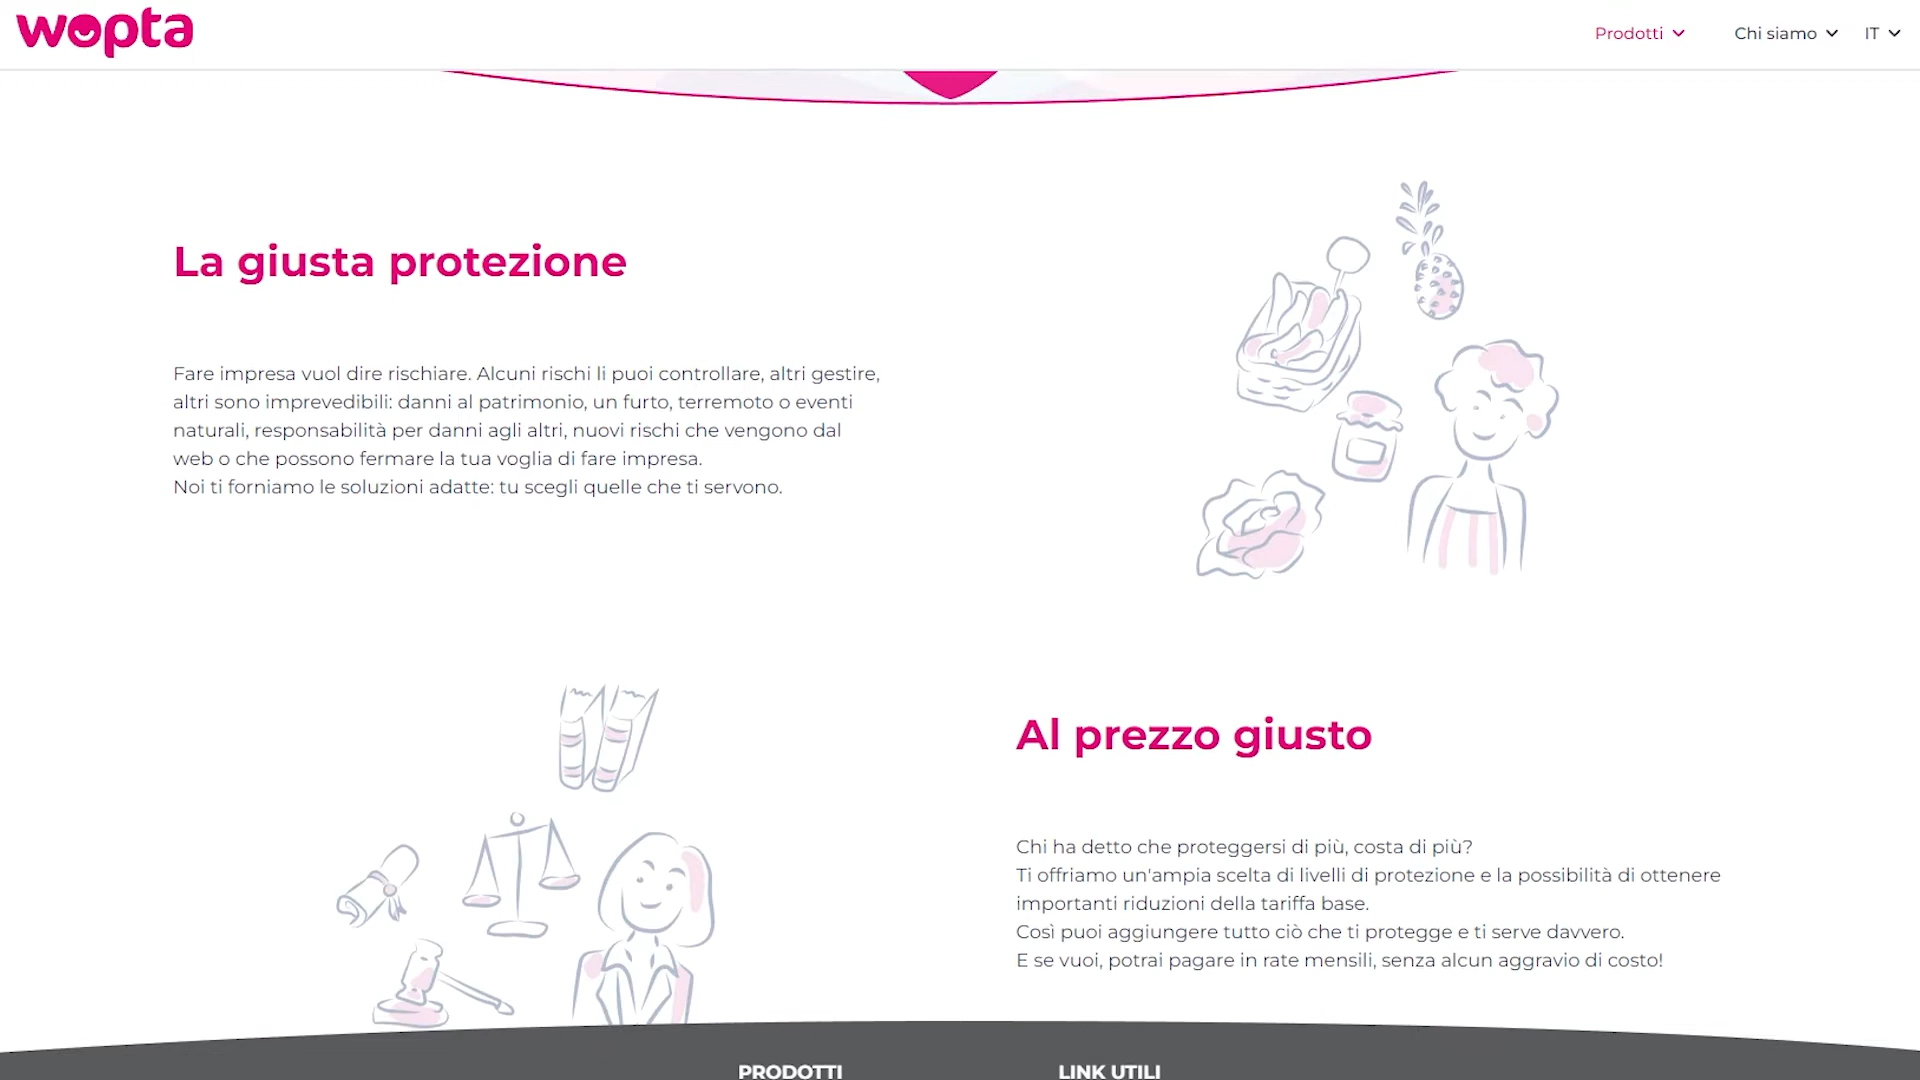 wopta
Prodotti
Chi siamo
IT
La giusta protezione
Fare impresa vuol dire rischiare. Alcuni rischi li puoi controllare, altri gestire,
altri sono imprevedibili: danni al patrimonio, un furto, terremoto o eventi
naturali, responsabilità per danni agli altri, nuovi rischi che vengono dal
web o che possono fermare la tua voglia di fare impresa.
Noi ti forniamo le soluzioni adatte: tu scegli quelle che ti servono.
Al prezzo giusto
Chi ha detto che proteggersi di più, costa di più?
Ti offriamo un'ampia scelta di livelli di protezione e la possibilità di ottenere
importanti riduzioni della tariffa base.
Così puoi aggiungere tutto ciò che ti protegge e ti serve davvero.
E se vuoi, potrai pagare in rate mensili, senza alcun aggravio di costo!
PRODOTTI
LINK UTILI